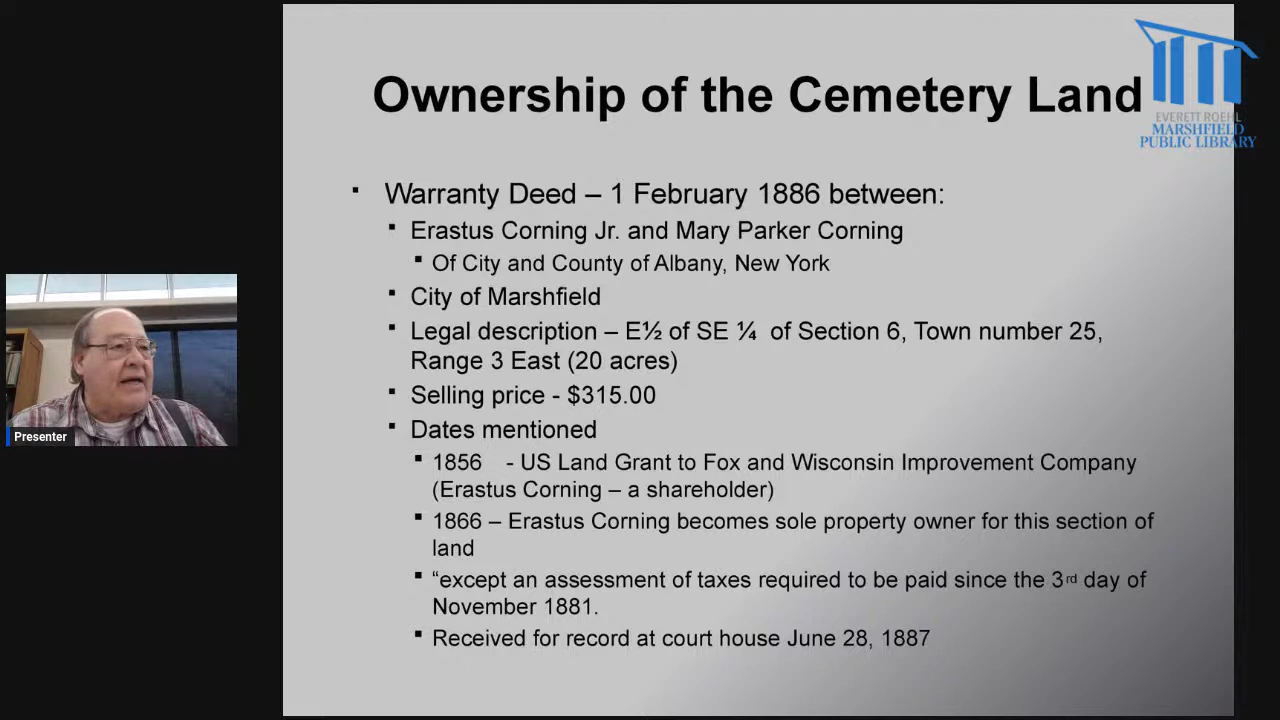 Ownership of the Cemetery Land
EVERETT ROEHL
MARSHFIELD
PUBLIC LIBRARY
▪ Warranty Deed – 1 February 1886 between:
▪ Erastus Corning Jr. and Mary Parker Corning
▪ Of City and County of Albany, New York
▪ City of Marshfield
▪ Legal description – E½ of SE ¼ of Section 6, Town number 25,
Range 3 East (20 acres)
▪ Selling price - $315.00
▪ Dates mentioned
▪ 1856 - US Land Grant to Fox and Wisconsin Improvement Company
(Erastus Corning – a shareholder)
▪ 1866 – Erastus Corning becomes sole property owner for this section of
land
▪ “except an assessment of taxes required to be paid since the 3rd day of
November 1881.
▪ Received for record at court house June 28, 1887
Presenter